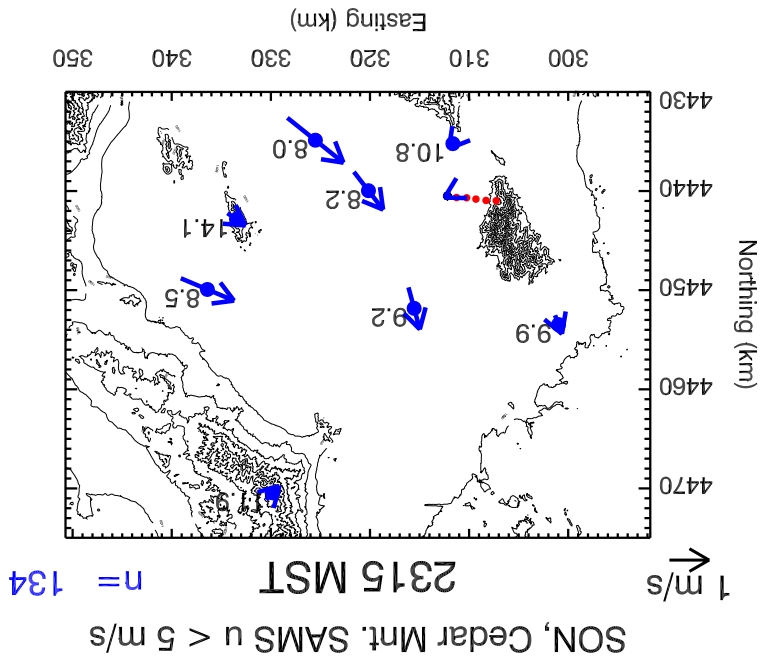 SON, Cedar Mnt. SAMS u < 5 m/s
1 m/s
2315 MST
n= 134
4470
11.9
4460
9.9
9.2
4450
8.5
14.1
4440
8.2
10.8
8.0
4430
Northing (km)
300 310 320 330 340 350
Easting (km)